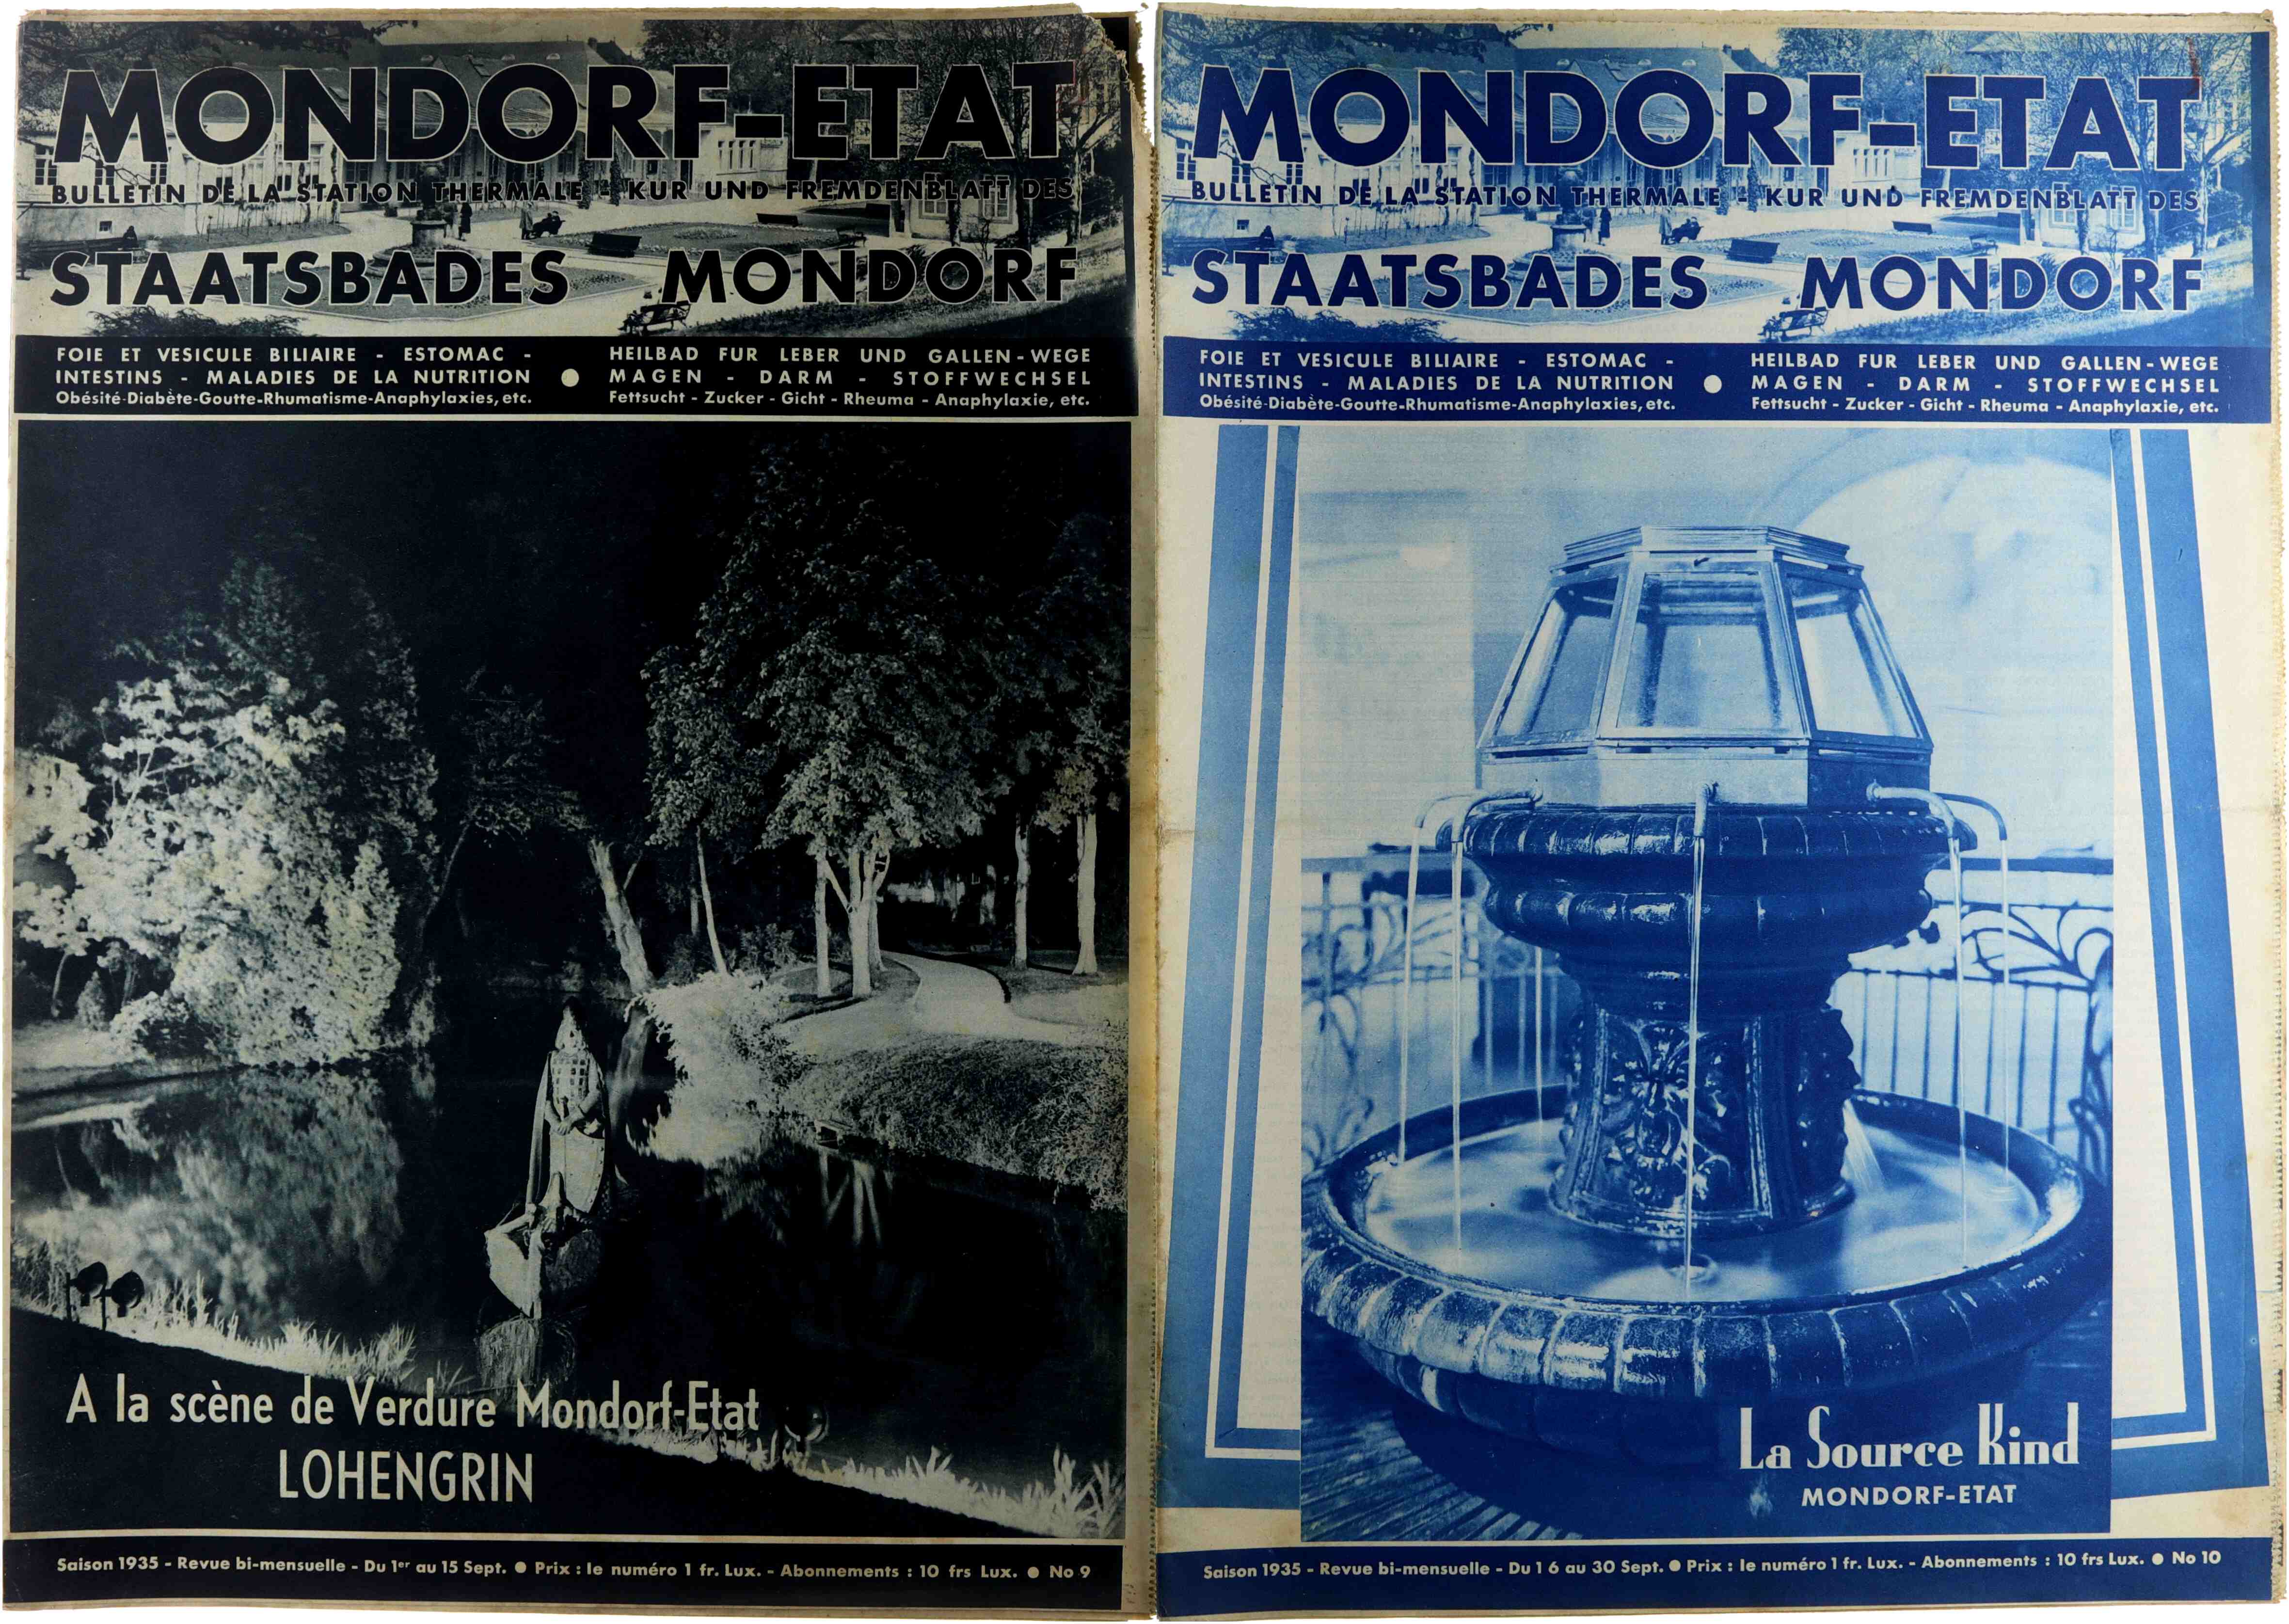 MONDORF-ETAT
BULLETIN DE LA STATION THERMALE - KUR UND FREMDENBLATT DES
STAATSBADES MONDORF
FOIE ET VESICULE BILIAIRE - ESTOMAC -
INTESTINS - MALADIES DE LA NUTRITION
Obésité-Diabète-Goutte-Rhumatisme-Anaphylaxies, etc.
●
HEILBAD FUR LEBER UND GALLEN-WEGE
MAGEN - DARM - STOFFWECHSEL
Fettsucht - Zucker - Gicht - Rheuma - Anaphylaxie, etc.
A la scène de Verdure Mondorf-Etat
LOHENGRIN
Saison 1935 - Revue bi-mensuelle - Du 1er au 15 Sept. ● Prix : le numéro 1 fr. Lux. - Abonnements : 10 frs Lux. ● No 9
MONDORF-ETAT
BULLETIN DE LA STATION THERMALE - KUR UND FREMDENBLATT DES
STAATSBADES MONDORF
FOIE ET VESICULE BILIAIRE - ESTOMAC -
INTESTINS - MALADIES DE LA NUTRITION
Obésité-Diabète-Goutte-Rhumatisme-Anaphylaxies, etc.
●
HEILBAD FUR LEBER UND GALLEN-WEGE
MAGEN - DARM - STOFFWECHSEL
Fettsucht - Zucker - Gicht - Rheuma - Anaphylaxie, etc.
La Source Kind
MONDORF-ETAT
Saison 1935 - Revue bi-mensuelle - Du 1 6 au 30 Sept. ● Prix : le numéro 1 fr. Lux. - Abonnements : 10 frs Lux. ● No 10